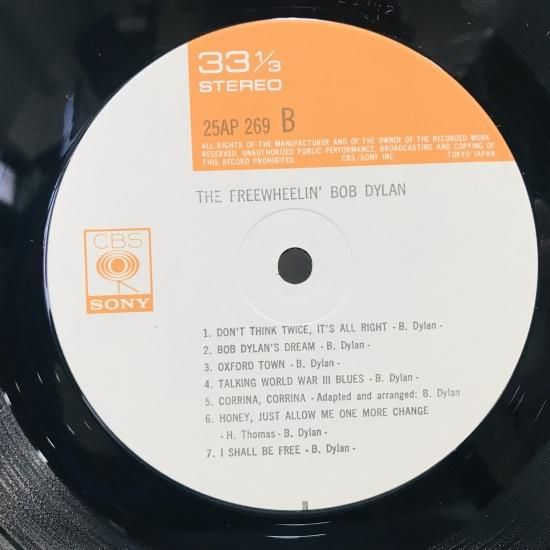 33 1/3
STEREO
25AP 269 B
ALL RIGHTS OF THE MANUFACTURER AND OF THE OWNER OF THE RECORDED WORK
RESERVED. UNAUTHORIZED PUBLIC PERFORMANCE, BROADCASTING AND COPYING OF
THIS RECORD PROHIBITED CBS/SONY INC. TOKYO JAPAN
THE FREEWHEELIN' BOB DYLAN
CBS
SONY
1. DON'T THINK TWICE, IT'S ALL RIGHT - B. Dylan -
2. BOB DYLAN'S DREAM - B. Dylan -
3. OXFORD TOWN - B. Dylan -
4. TALKING WORLD WAR III BLUES - B. Dylan -
5. CORRINA, CORRINA - Adapted and arranged: B. Dylan
6. HONEY, JUST ALLOW ME ONE MORE CHANGE
- H. Thomas - B. Dylan -
7. I SHALL BE FREE - B. Dylan -